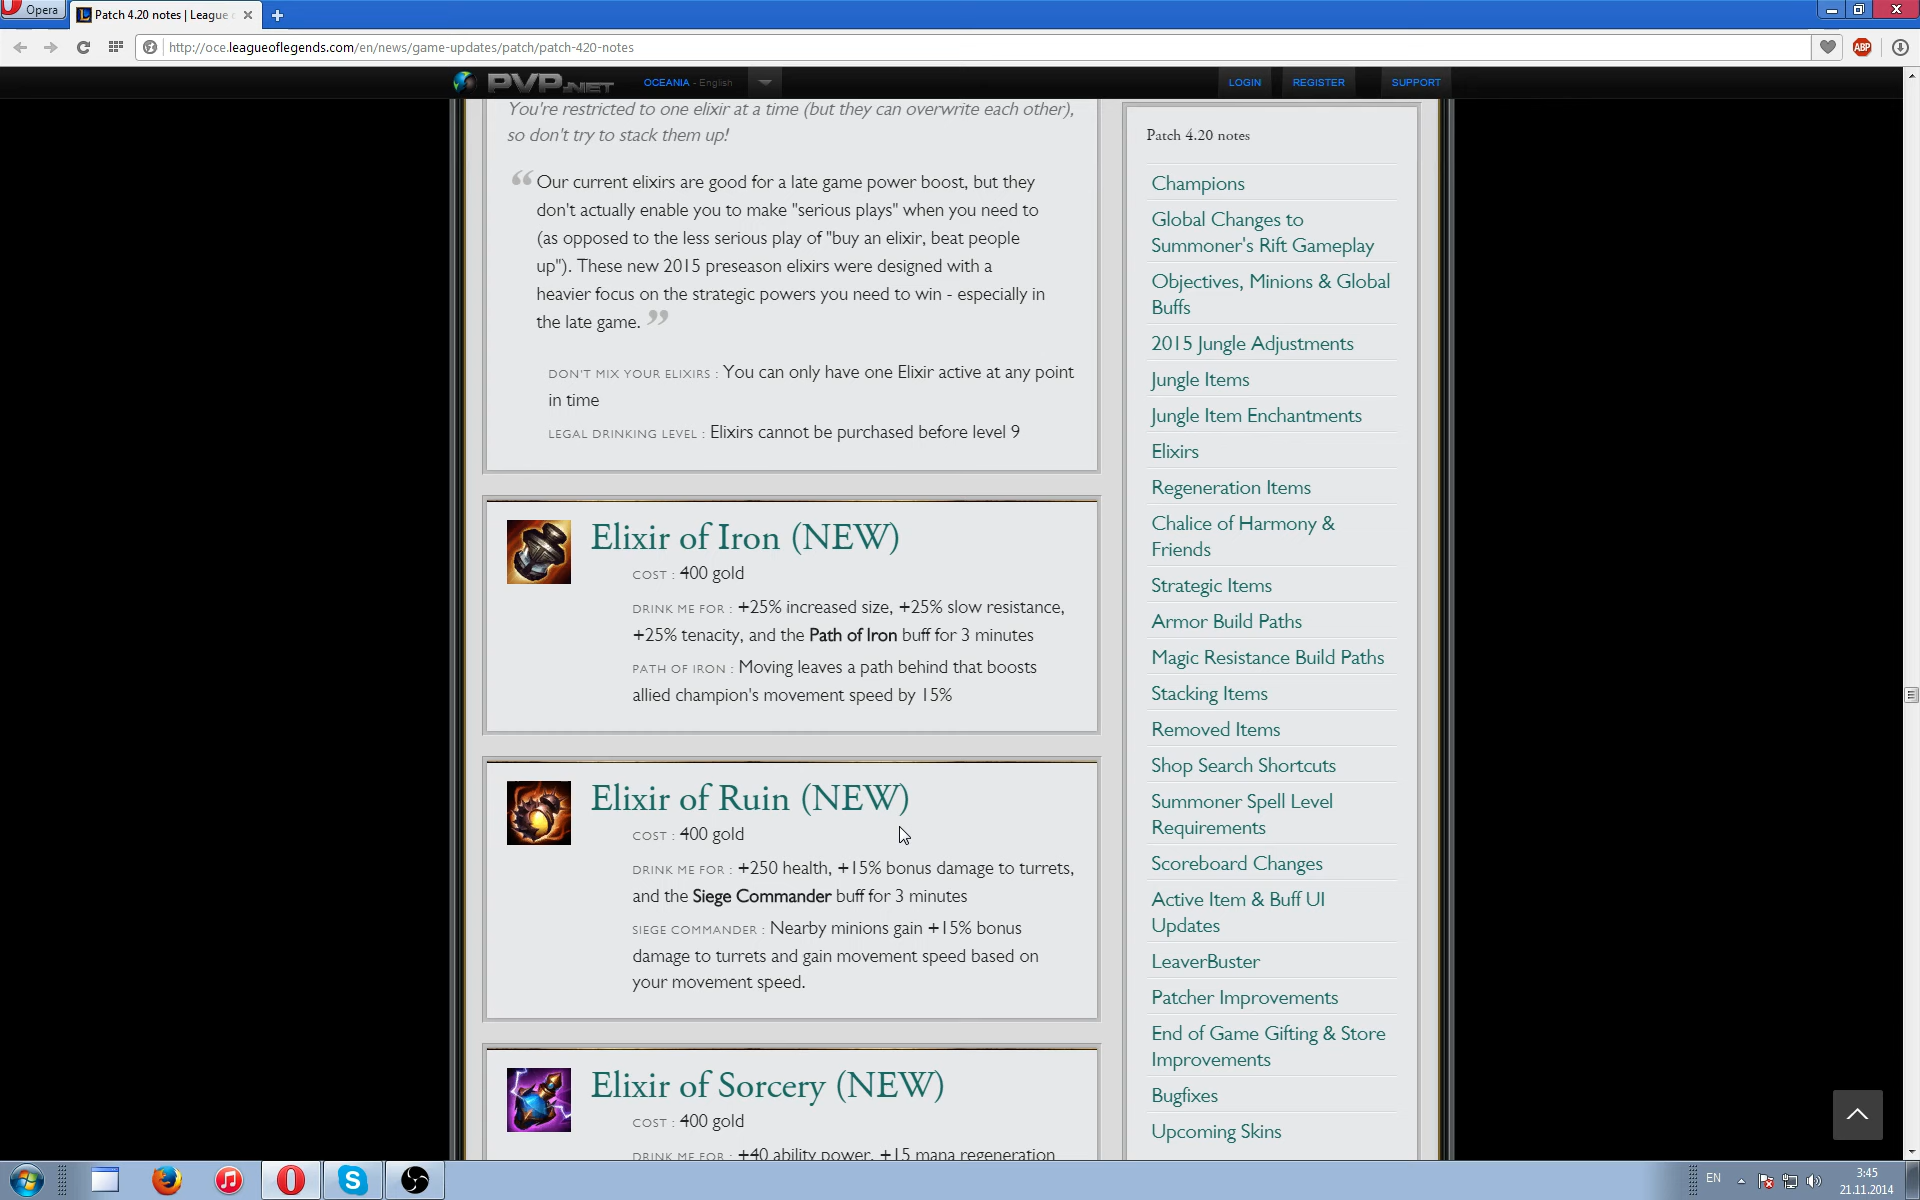 Opera
Patch 4.20 notes | League o
http://oce.leagueoflegends.com/en/news/game-updates/patch/patch-420-notes
ABP
PVP.NET
OCEANIA - English
LOGIN
REGISTER
SUPPORT
You're restricted to one elixir at a time (but they can overwrite each other),
so don't try to stack them up!
“ Our current elixirs are good for a late game power boost, but they
don't actually enable you to make "serious plays" when you need to
(as opposed to the less serious play of "buy an elixir, beat people
up"). These new 2015 preseason elixirs were designed with a
heavier focus on the strategic powers you need to win - especially in
the late game. ”
DON'T MIX YOUR ELIXIRS : You can only have one Elixir active at any point
in time
LEGAL DRINKING LEVEL : Elixirs cannot be purchased before level 9
Elixir of Iron (NEW)
COST : 400 gold
DRINK ME FOR : +25% increased size, +25% slow resistance,
+25% tenacity, and the Path of Iron buff for 3 minutes
PATH OF IRON : Moving leaves a path behind that boosts
allied champion's movement speed by 15%
Elixir of Ruin (NEW)
COST : 400 gold
DRINK ME FOR : +250 health, +15% bonus damage to turrets,
and the Siege Commander buff for 3 minutes
SIEGE COMMANDER : Nearby minions gain +15% bonus
damage to turrets and gain movement speed based on
your movement speed.
Elixir of Sorcery (NEW)
COST : 400 gold
DRINK ME FOR : +40 ability power, +15 mana regeneration
Patch 4.20 notes
Champions
Global Changes to
Summoner's Rift Gameplay
Objectives, Minions & Global
Buffs
2015 Jungle Adjustments
Jungle Items
Jungle Item Enchantments
Elixirs
Regeneration Items
Chalice of Harmony &
Friends
Strategic Items
Armor Build Paths
Magic Resistance Build Paths
Stacking Items
Removed Items
Shop Search Shortcuts
Summoner Spell Level
Requirements
Scoreboard Changes
Active Item & Buff UI
Updates
LeaverBuster
Patcher Improvements
End of Game Gifting & Store
Improvements
Bugfixes
Upcoming Skins
EN
3:45
21.11.2014